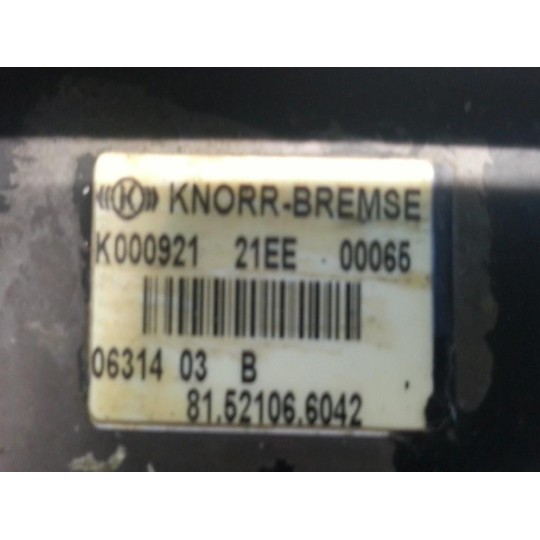 K KNORR-BREMSE
K000921 21EE 00065
06314 03 B
81.52106.6042